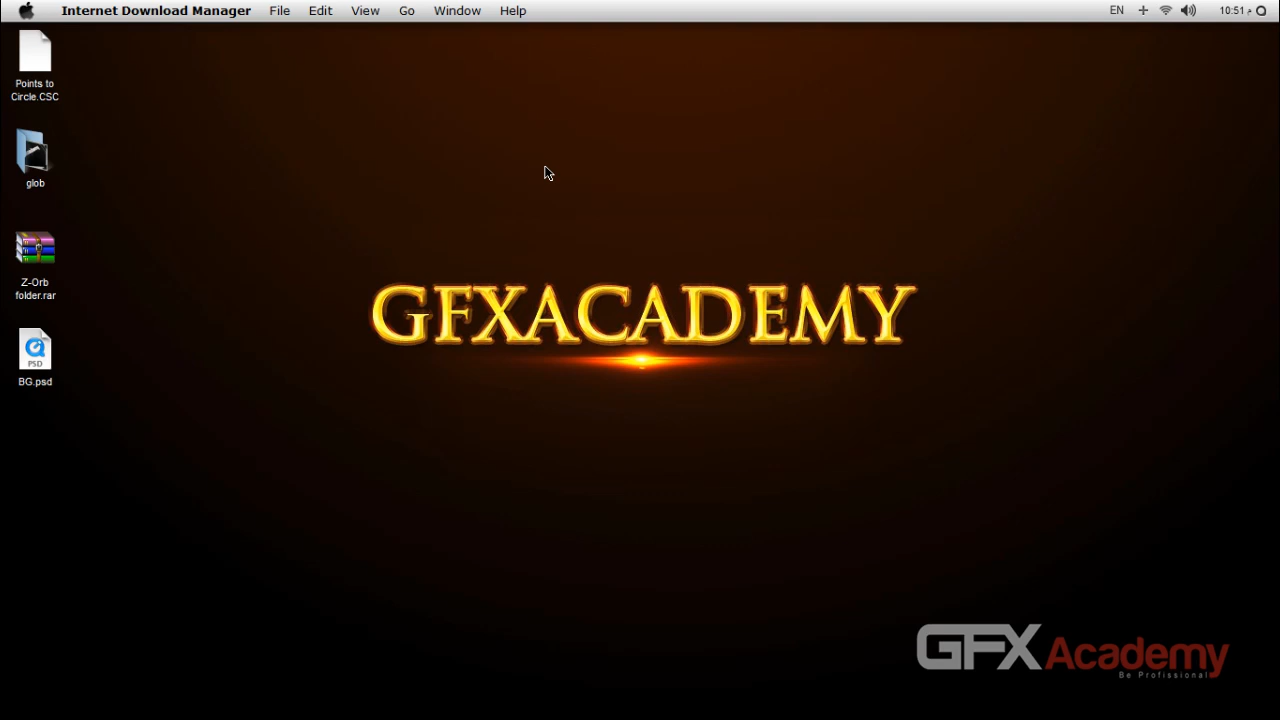 Internet Download Manager File Edit View Go Window Help EN 10:51 م
Points to
Circle.CSC
glob
Z-Orb
folder.rar
PSD
BG.psd
GFXACADEMY
GFX Academy
Be Profissional